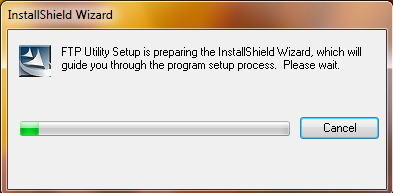 InstallShield Wizard
FTP Utility Setup is preparing the InstallShield Wizard, which will
guide you through the program setup process.  Please wait.
Cancel